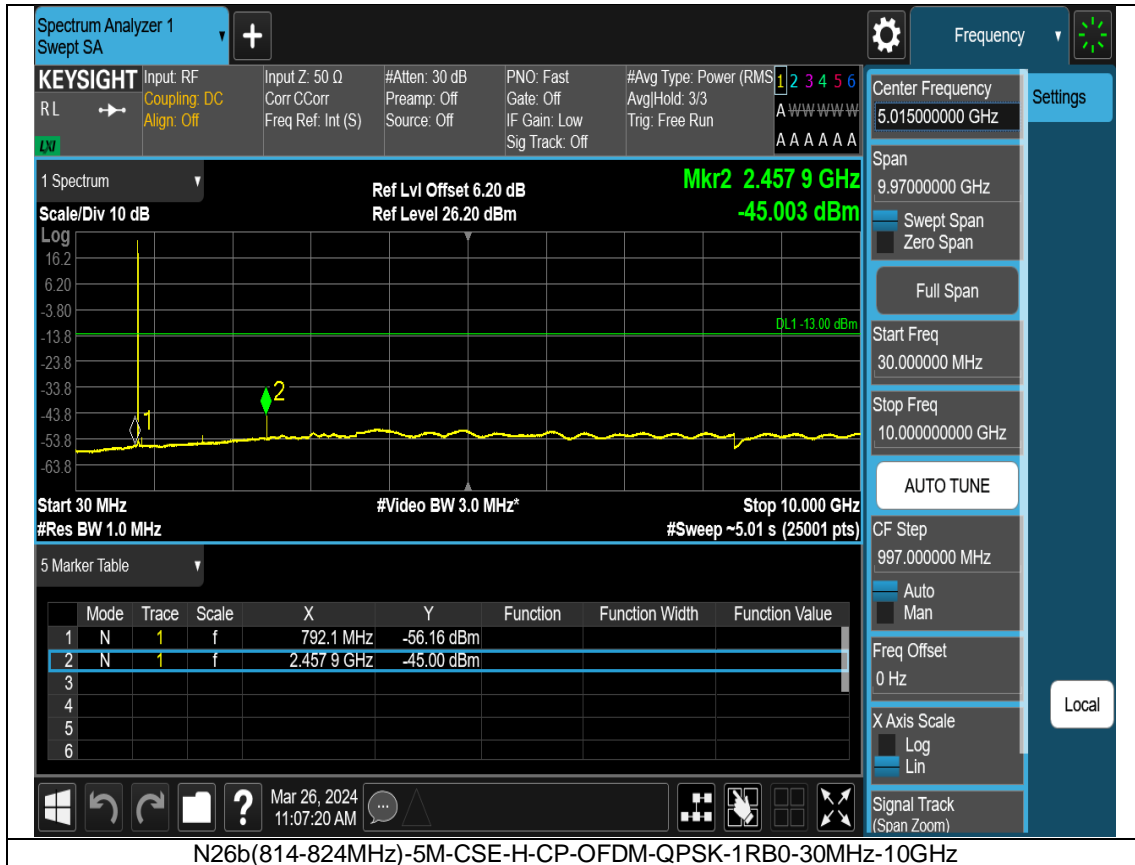 Spectrum Analyzer 1
Swept SA
+
Frequency
KEYSIGHT
Input: RF
Input Z: 50 Ω
#Atten: 30 dB
PNO: Fast
#Avg Type: Power (RMS
1 2 3 4 5 6
R L
Coupling: DC
Corr CCorr
Preamp: Off
Gate: Off
Avg|Hold: 3/3
A W W W W W
Align: Off
Freq Ref: Int (S)
Source: Off
IF Gain: Low
Trig: Free Run
LXI
Sig Track: Off
A A A A A A
1 Spectrum
Ref Lvl Offset 6.20 dB
Mkr2 2.457 9 GHz
Scale/Div 10 dB
Ref Level 26.20 dBm
-45.003 dBm
Log
16.2
6.20
-3.80
-13.8
DL1 -13.00 dBm
-23.8
-33.8
-43.8
-53.8
-63.8
1
2
Start 30 MHz
#Video BW 3.0 MHz*
Stop 10.000 GHz
#Res BW 1.0 MHz
#Sweep ~5.01 s (25001 pts)
5 Marker Table
Mode Trace Scale X Y Function Function Width Function Value
1 N 1 f 792.1 MHz -56.16 dBm
2 N 1 f 2.457 9 GHz -45.00 dBm
3
4
5
6
Center Frequency
5.015000000 GHz
Settings
Span
9.97000000 GHz
Swept Span
Zero Span
Full Span
Start Freq
30.000000 MHz
Stop Freq
10.000000000 GHz
AUTO TUNE
CF Step
997.000000 MHz
Auto
Man
Freq Offset
0 Hz
Local
X Axis Scale
Log
Lin
Signal Track
(Span Zoom)
?
Mar 26, 2024
11:07:20 AM
N26b(814-824MHz)-5M-CSE-H-CP-OFDM-QPSK-1RB0-30MHz-10GHz